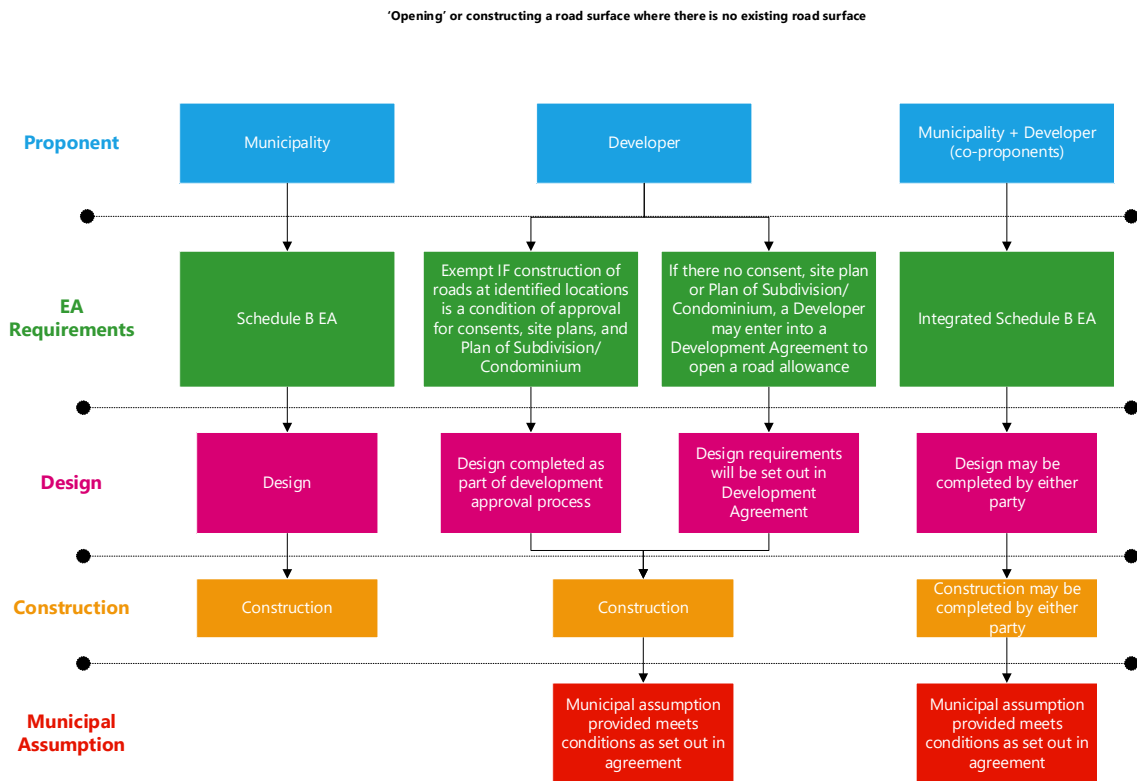 'Opening' or constructing a road surface where there is no existing road surface
Proponent
Municipality
Developer
Municipality + Developer
(co-proponents)
EA
Requirements
Schedule B EA
Exempt IF construction of
roads at identified locations
is a condition of approval
for consents, site plans, and
Plan of Subdivision/
Condominium
If there no consent, site plan
or Plan of Subdivision/
Condominium, a Developer
may enter into a
Development Agreement to
open a road allowance
Integrated Schedule B EA
Design
Design
Design completed as
part of development
approval process
Design requirements
will be set out in
Development
Agreement
Design may be
completed by either
party
Construction
Construction
Construction
Construction may be
completed by either
party
Municipal
Assumption
Municipal assumption
provided meets
conditions as set out in
agreement
Municipal assumption
provided meets
conditions as set out in
agreement